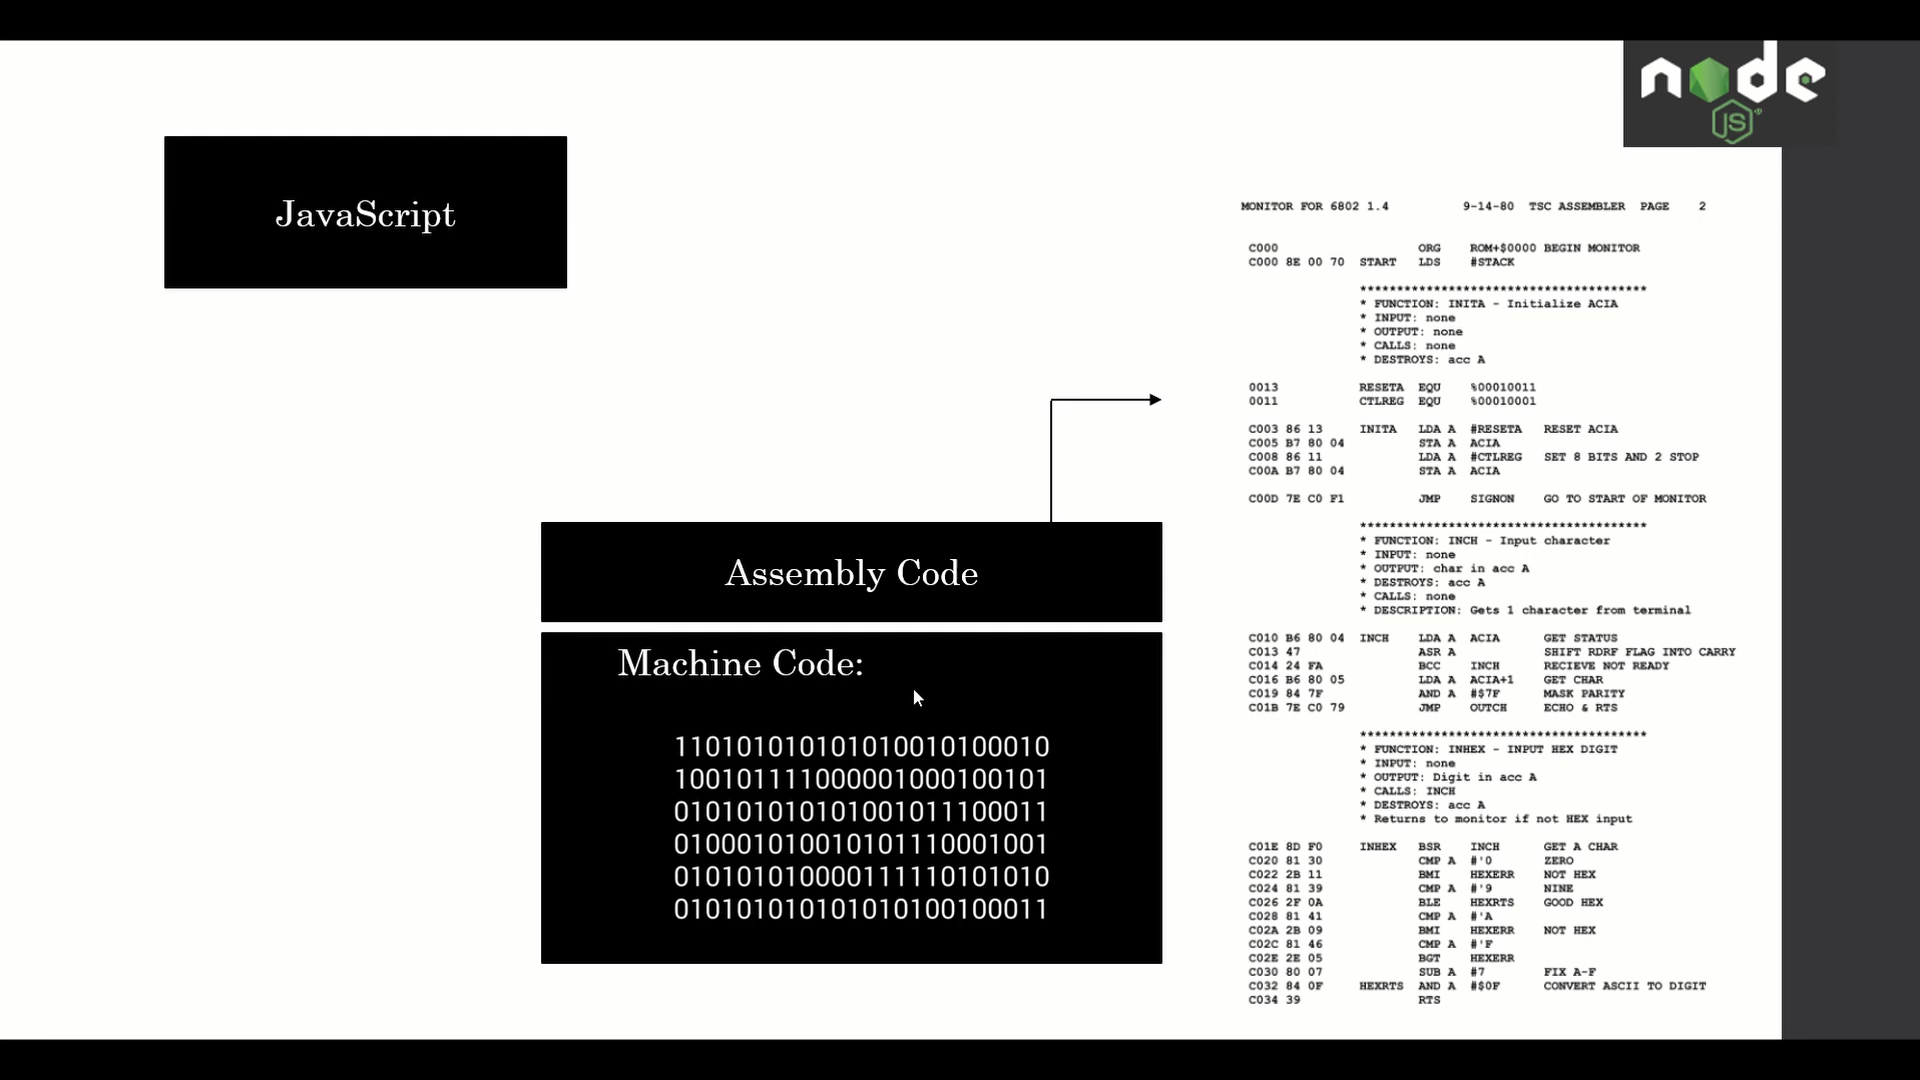 node
JS
JavaScript
MONITOR FOR 6802 1.4 9-14-80 TSC ASSEMBLER PAGE 2
C000 ORG ROM+$0000 BEGIN MONITOR
C000 8E 00 70 START LDS #STACK
***************************************
* FUNCTION: INITA - Initialize ACIA
* INPUT: none
* OUTPUT: none
* CALLS: none
* DESTROYS: acc A
0013 RESETA EQU %00010011
0011 CTLREG EQU %00010001
C003 86 13 INITA LDA A #RESETA RESET ACIA
C005 B7 80 04 STA A ACIA
C008 86 11 LDA A #CTLREG SET 8 BITS AND 2 STOP
C00A B7 80 04 STA A ACIA
C00D 7E C0 F1 JMP SIGNON GO TO START OF MONITOR
***************************************
* FUNCTION: INCH - Input character
* INPUT: none
* OUTPUT: char in acc A
* DESTROYS: acc A
* CALLS: none
* DESCRIPTION: Gets 1 character from terminal
C010 B6 80 04 INCH LDA A ACIA GET STATUS
C013 47 ASR A SHIFT RDRF FLAG INTO CARRY
C014 24 FA BCC INCH RECIEVE NOT READY
C016 B6 80 05 LDA A ACIA+1 GET CHAR
C019 84 7F AND A #$7F MASK PARITY
C01B 7E C0 79 JMP OUTCH ECHO & RTS
***************************************
* FUNCTION: INHEX - INPUT HEX DIGIT
* INPUT: none
* OUTPUT: Digit in acc A
* CALLS: INCH
* DESTROYS: acc A
* Returns to monitor if not HEX input
C01E 8D F0 INHEX BSR INCH GET A CHAR
C020 81 30 CMP A #'0 ZERO
C022 2B 11 BMI HEXERR NOT HEX
C024 81 39 CMP A #'9 NINE
C026 2F 0A BLE HEXRTS GOOD HEX
C028 81 41 CMP A #'A
C02A 2B 09 BMI HEXERR NOT HEX
C02C 81 46 CMP A #'F
C02E 2E 05 BGT HEXERR
C030 80 07 SUB A #7 FIX A-F
C032 84 0F HEXRTS AND A #$0F CONVERT ASCII TO DIGIT
C034 39 RTS
Assembly Code
Machine Code:
110101010101010010100010
100101111000001000100101
010101010101001011100011
010001010010101110001001
010101010000111110101010
010101010101010100100011